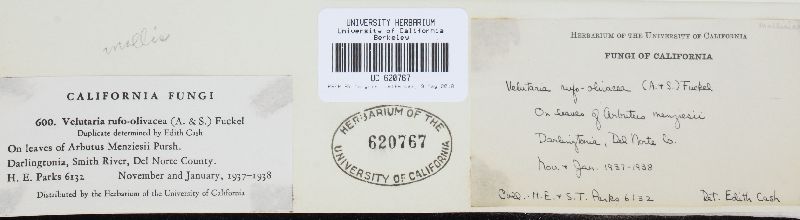 mollis
CALIFORNIA FUNGI
600. Velutaria rufo-olivacea (A. & S.) Fuckel
Duplicate determined by Edith Cash
On leaves of Arbutus Menziesii Pursh.
Darlingtonia, Smith River, Del Norte County.
H. E. Parks 6132 November and January, 1937-1938
Distributed by the Herbarium of the University of California
UNIVERSITY HERBARIUM
University of California
Berkeley
UC 620767
HERBARIUM OF THE
620767
UNIVERSITY OF CALIFORNIA
HERBARIUM OF THE UNIVERSITY OF CALIFORNIA
FUNGI OF CALIFORNIA
Velutaria rufo-olivacea (A. & S.) Fuckel
On leaves of Arbutus menziesii
Darlingtonia, Del Norte Co.
Nov. & Jan. 1937-1938
Coll. - H. E. & S. T. Parks 6132 Det. Edith Cash